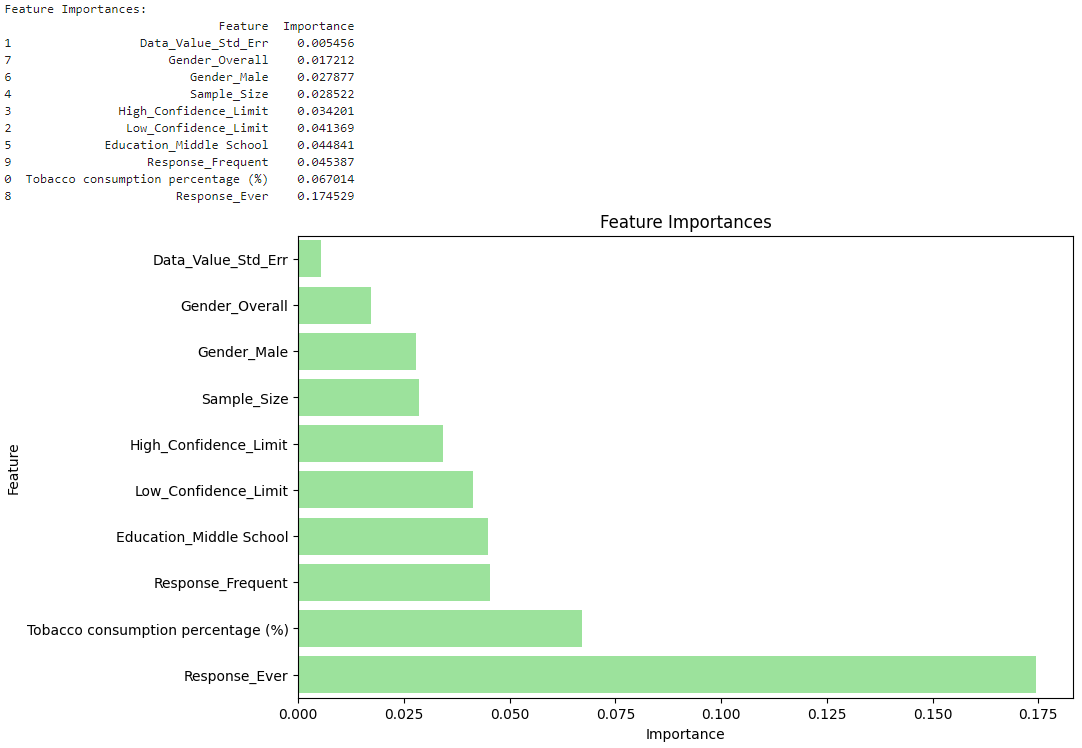 Feature Importances:
Feature Importance
1 Data_Value_Std_Err 0.005456
7 Gender_Overall 0.017212
6 Gender_Male 0.027877
4 Sample_Size 0.028522
3 High_Confidence_Limit 0.034201
2 Low_Confidence_Limit 0.041369
5 Education_Middle School 0.044841
9 Response_Frequent 0.045387
0 Tobacco consumption percentage (%) 0.067014
8 Response_Ever 0.174529
Feature Importances
Feature
Data_Value_Std_Err
Gender_Overall
Gender_Male
Sample_Size
High_Confidence_Limit
Low_Confidence_Limit
Education_Middle School
Response_Frequent
Tobacco consumption percentage (%)
Response_Ever
0.000 0.025 0.050 0.075 0.100 0.125 0.150 0.175
Importance